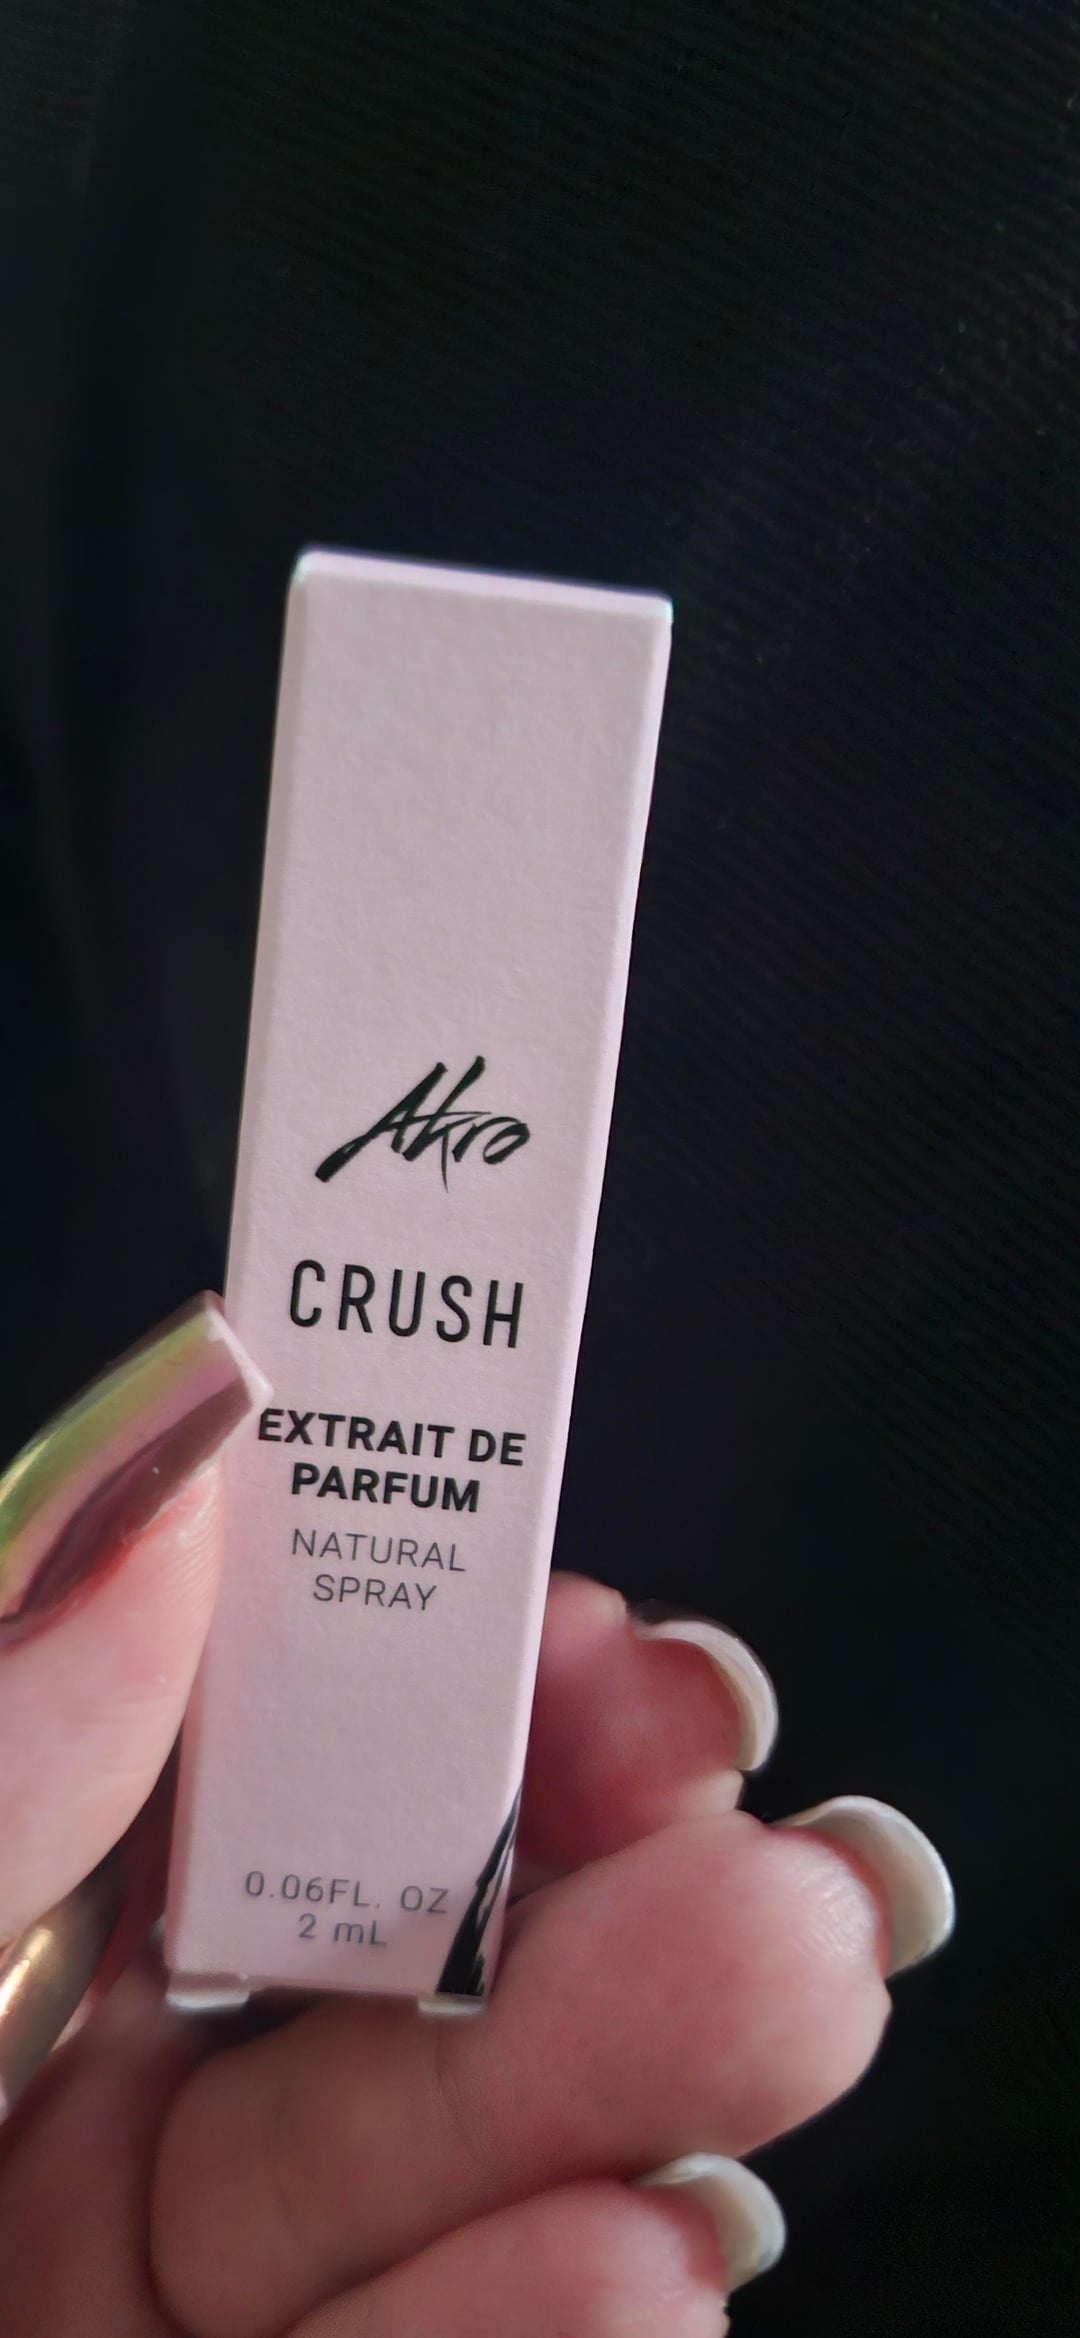 Akro
CRUSH
EXTRAIT DE
PARFUM
NATURAL
SPRAY
0.06FL. OZ
2 mL